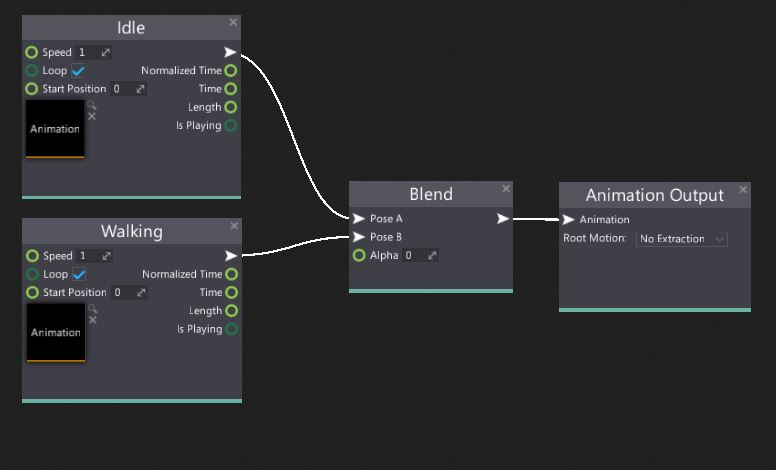 Idle
Speed 1
Loop Normalized Time
Start Position 0 Time
Length
Animation
Is Playing
Walking
Speed 1
Loop Normalized Time
Start Position 0 Time
Length
Animation
Is Playing
Blend
Pose A
Pose B
Alpha 0
Animation Output
Animation
Root Motion: No Extraction